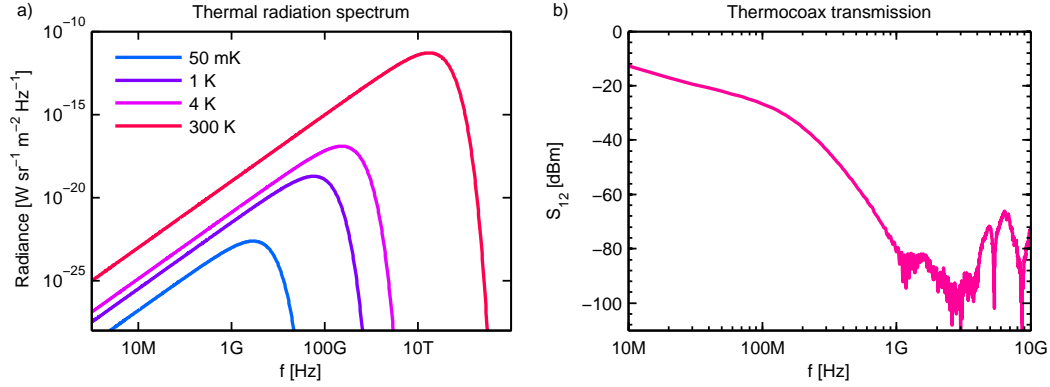 a)
Thermal radiation spectrum
Radiance [W sr⁻¹ m⁻² Hz⁻¹]
10⁻¹⁰
10⁻¹⁵
10⁻²⁰
10⁻²⁵
50 mK
1 K
4 K
300 K
10M
1G
100G
10T
f [Hz]
b)
Thermocoax transmission
S₁₂ [dBm]
0
−20
−40
−60
−80
−100
10M
100M
1G
10G
f [Hz]